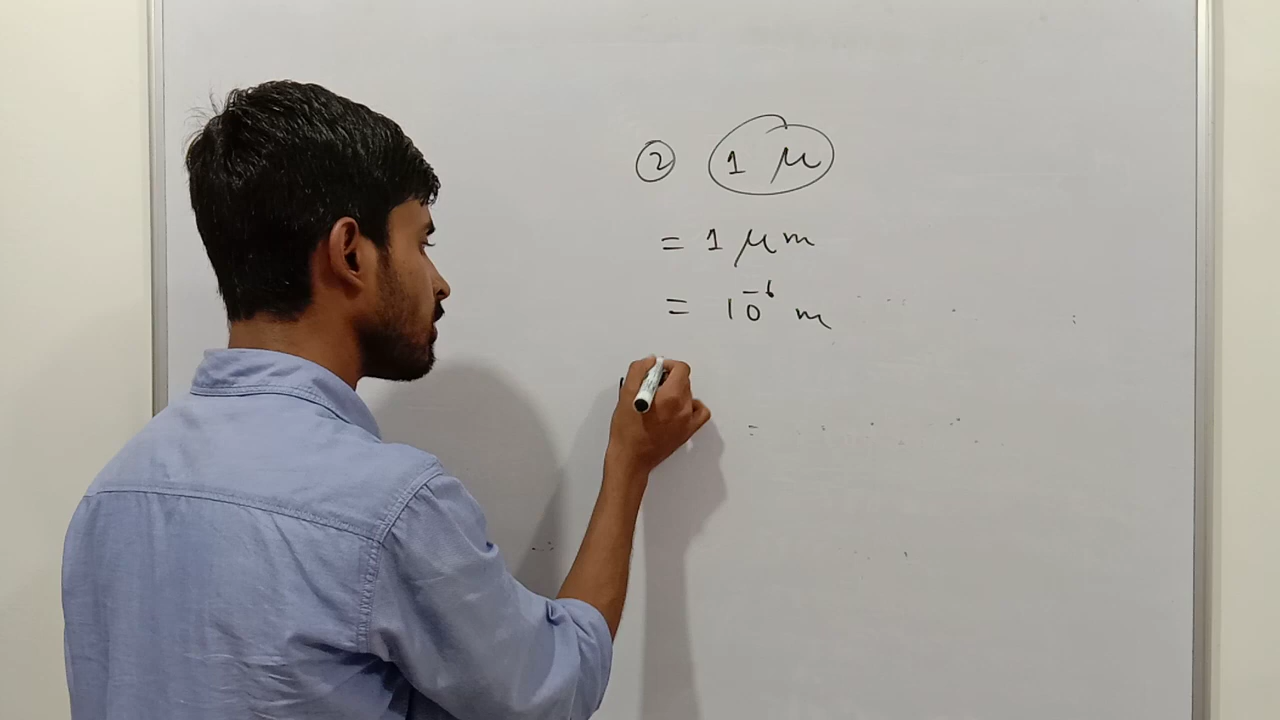 ② 1 μ
= 1 μm
= 10⁻⁶ m